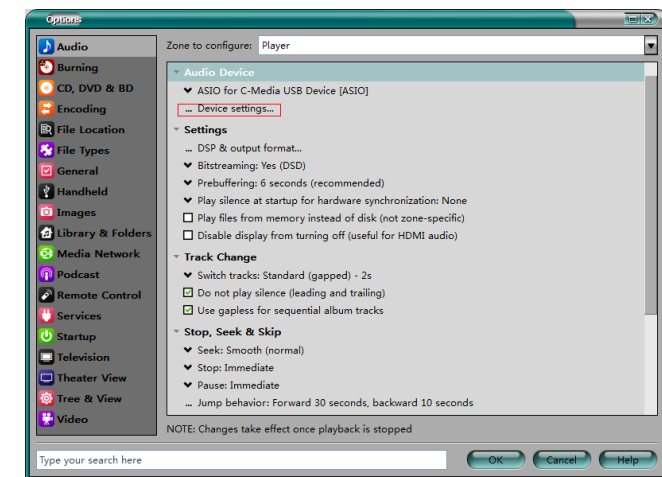 Options
Audio
Burning
CD, DVD & BD
Encoding
File Location
File Types
General
Handheld
Images
Library & Folders
Media Network
Podcast
Remote Control
Services
Startup
Television
Theater View
Tree & View
Video
Zone to configure: Player
Audio Device
ASIO for C-Media USB Device [ASIO]
... Device settings...
Settings
... DSP & output format...
Bitstreaming: Yes (DSD)
Prebuffering: 6 seconds (recommended)
Play silence at startup for hardware synchronization: None
Play files from memory instead of disk (not zone-specific)
Disable display from turning off (useful for HDMI audio)
Track Change
Switch tracks: Standard (gapped) - 2s
Do not play silence (leading and trailing)
Use gapless for sequential album tracks
Stop, Seek & Skip
Seek: Smooth (normal)
Stop: Immediate
Pause: Immediate
... Jump behavior: Forward 30 seconds, backward 10 seconds
NOTE: Changes take effect once playback is stopped
Type your search here
OK Cancel Help